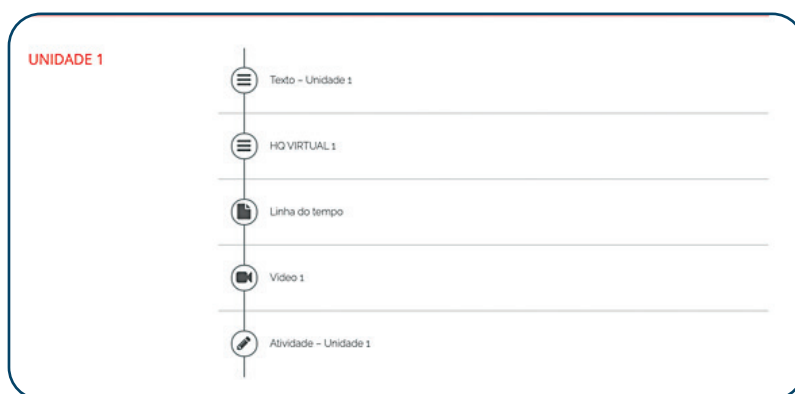 UNIDADE 1
Texto – Unidade 1
HQ VIRTUAL 1
Linha do tempo
Vídeo 1
Atividade – Unidade 1